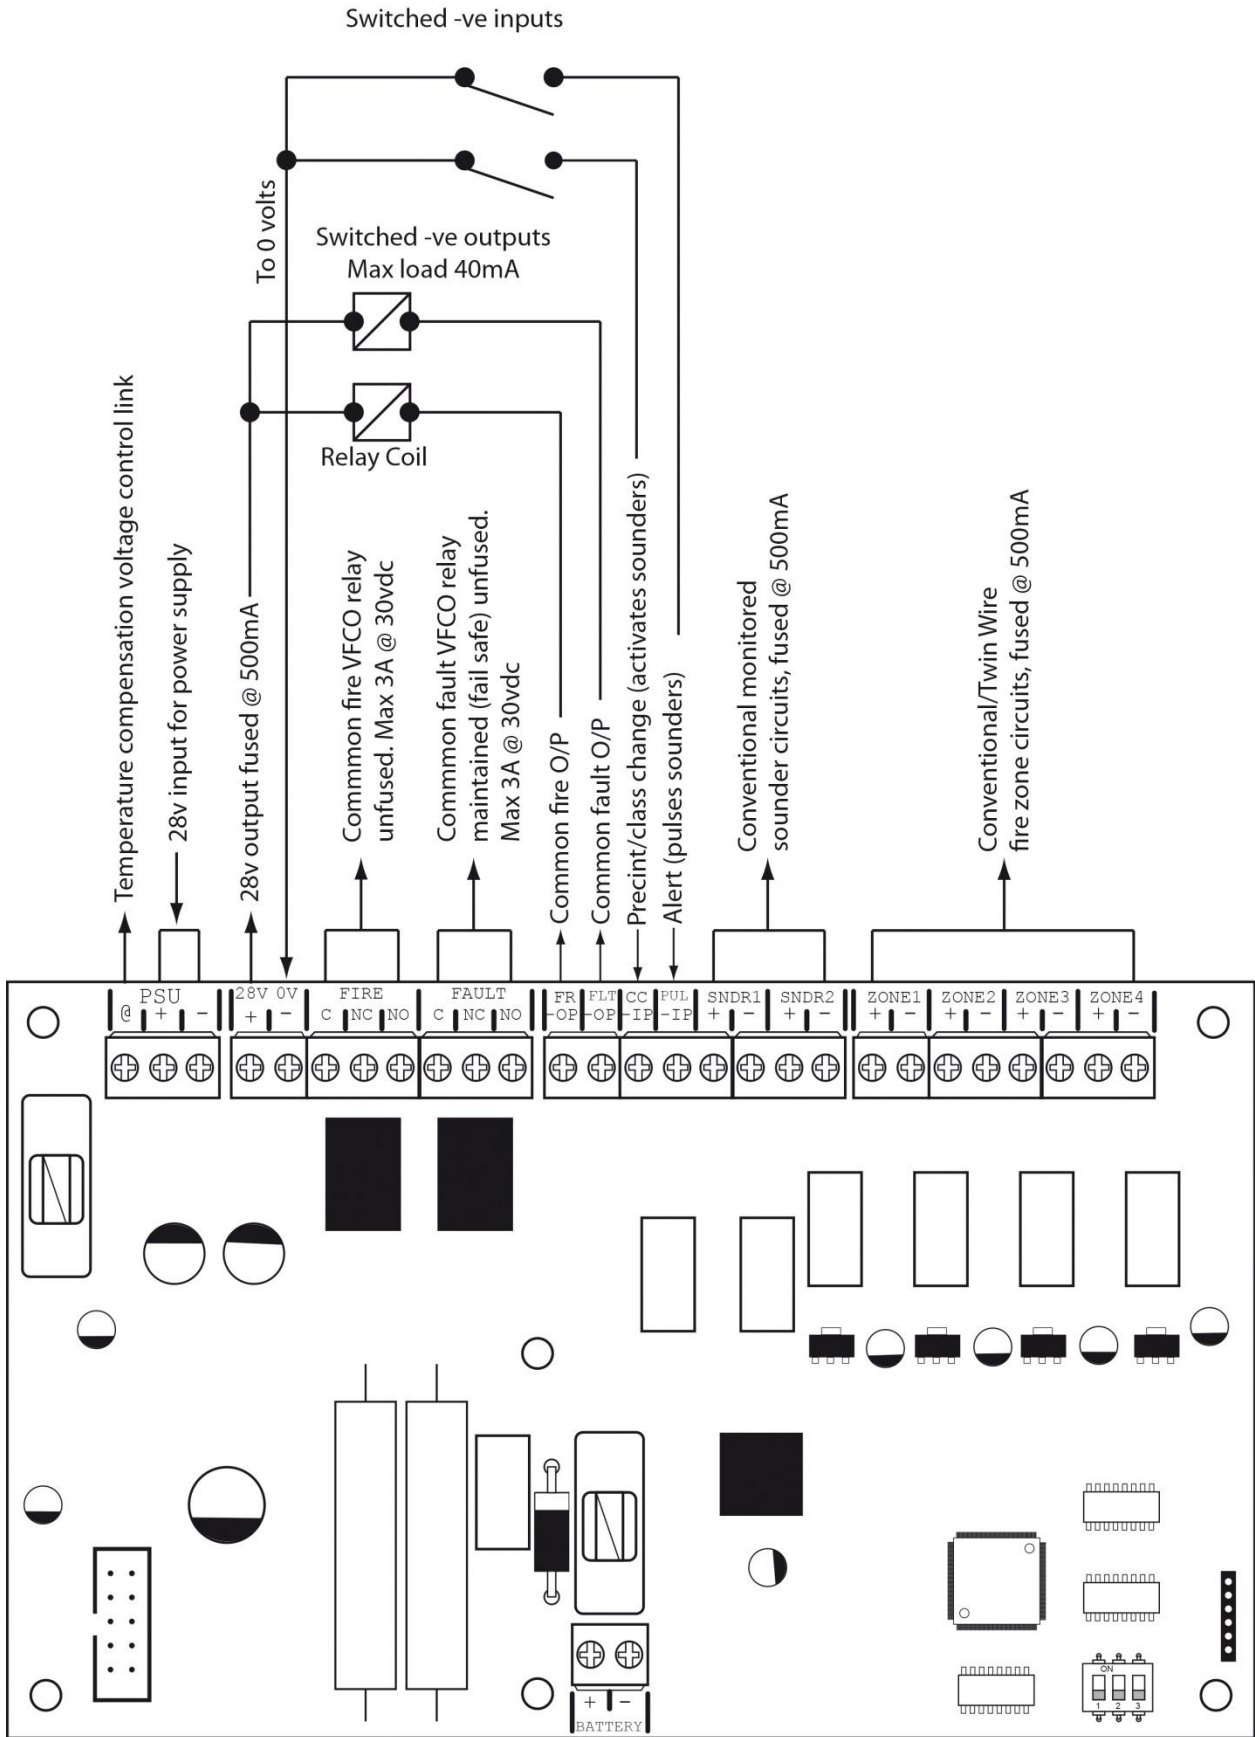 Switched -ve inputs
To 0 volts
Switched -ve outputs
Max load 40mA
Relay Coil
Temperature compensation voltage control link
28v input for power supply
28v output fused @ 500mA
Commmon fire VFCO relay
unfused. Max 3A @ 30vdc
Commmon fault VFCO relay
maintained (fail safe) unfused.
Max 3A @ 30vdc
Common fire O/P
Common fault O/P
Precint/class change (activates sounders)
Alert (pulses sounders)
Conventional monitored
sounder circuits, fused @ 500mA
Conventional/Twin Wire
fire zone circuits, fused @ 500mA
PSU 28V 0V FIRE FAULT FR FLT CC PUL SNDR1 SNDR2 ZONE1 ZONE2 ZONE3 ZONE4
@ + − + − C NC NO C NC NO -OP -OP -IP -IP + − + − + − + − + − + −
ON
1 2 3
+ −
BATTERY